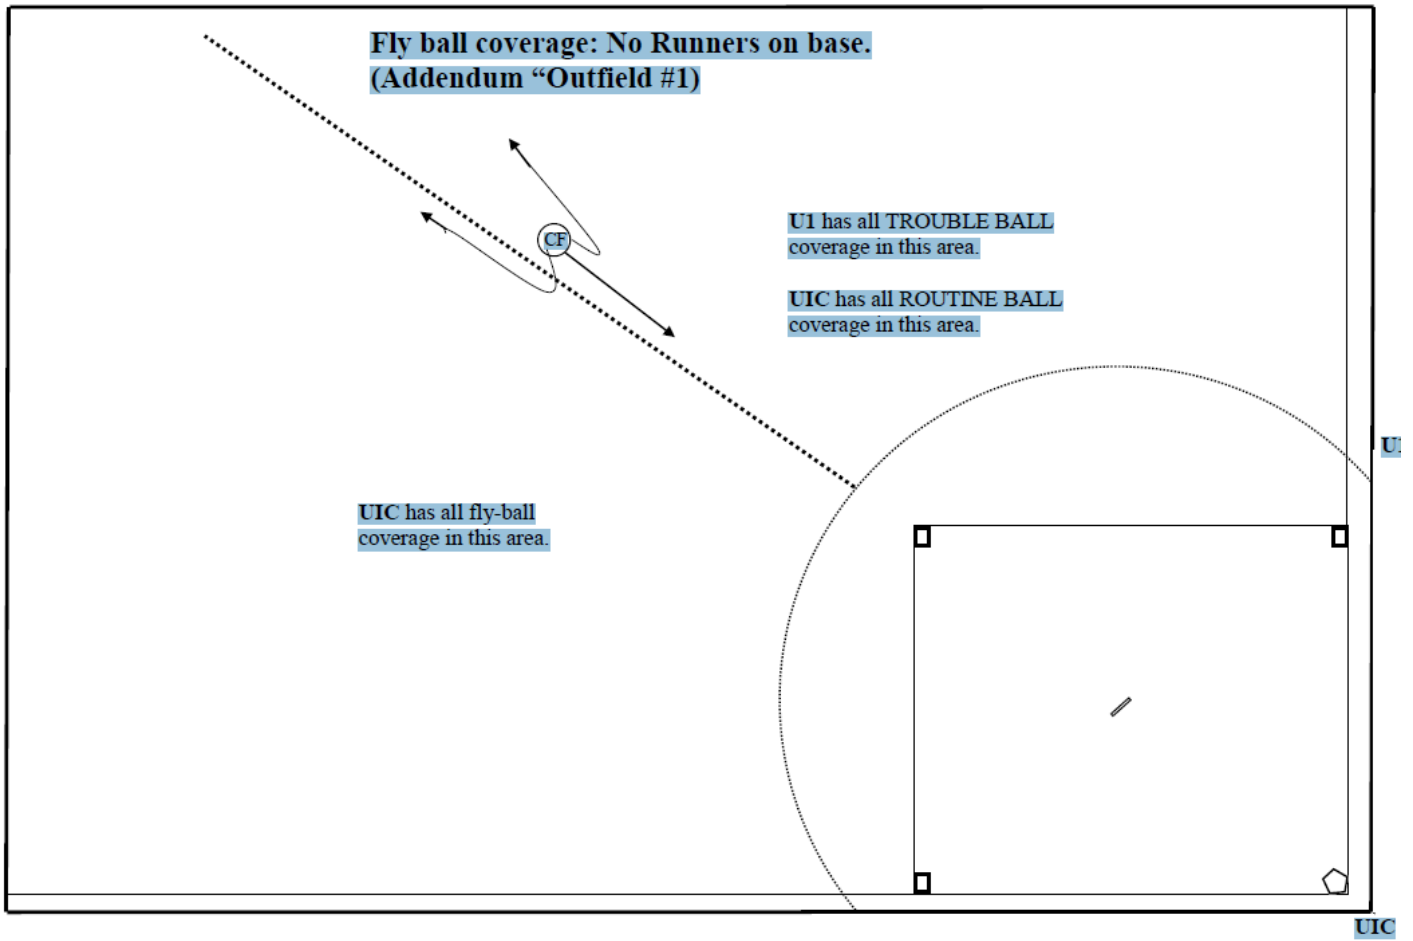 Fly ball coverage: No Runners on base.
(Addendum “Outfield #1)
CF
U1 has all TROUBLE BALL
coverage in this area.
UIC has all ROUTINE BALL
coverage in this area.
UIC has all fly-ball
coverage in this area.
U1
UIC